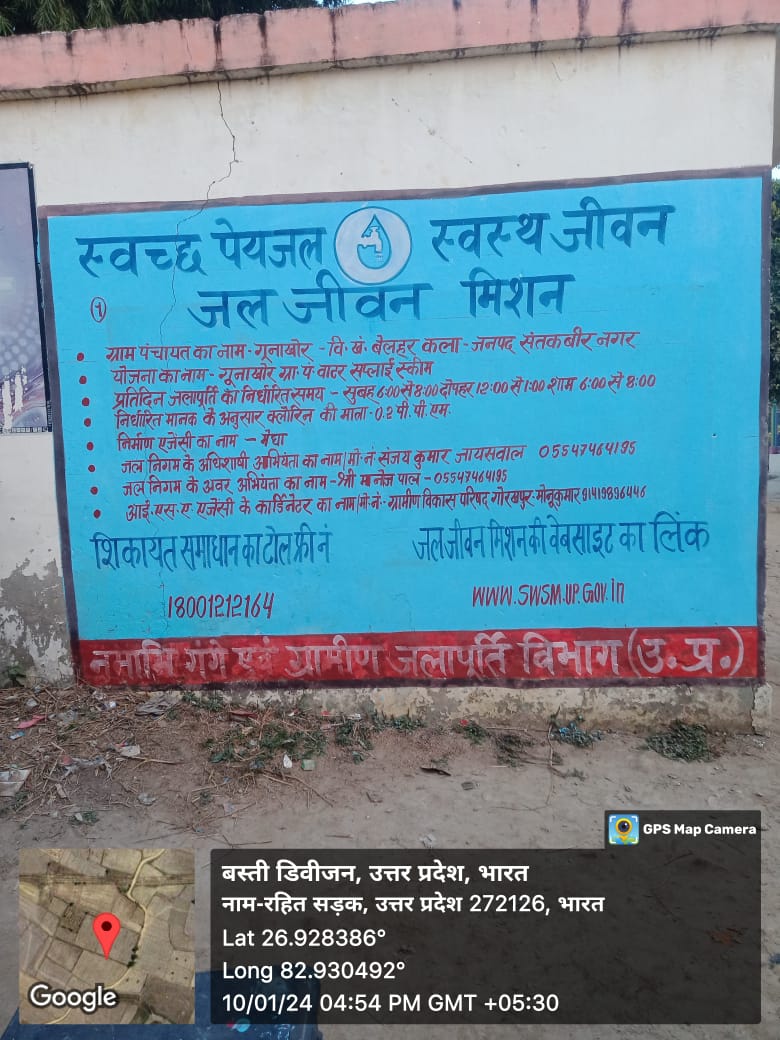 स्वच्छ पेयजल स्वस्थ जीवन
१ जल जीवन मिशन
• ग्राम पंचायत का नाम - गूनाखोर - वि. खं. बेलहर कला - जनपद संतकबीर नगर
• योजना का नाम - गूनाखोर ग्रा. पे वाटर सप्लाई स्कीम
• प्रतिदिन जलापूर्ति का निर्धारित समय - सुबह 6:00 से 8:00 दोपहर 12:00 से 1:00 शाम 6:00 से 8:00
• निर्धारित मानक के अनुसार क्लोरिन की मात्रा - 0.2 पी. पी. एम.
• निर्माण एजेंसी का नाम - मेघा
• जल निगम के अधिशाषी अभियंता का नाम/मो. नं. संजय कुमार जायसवाल 05547464195
• जल निगम के अवर अभियंता का नाम - श्री मानोज पाल - 05547464195
• आई. एस. ए. एजेंसी के कार्डिनेटर का नाम/मो. नं. - ग्रामीण विकास परिषद गोरखपुर - मोनू कुमार 91419896446
शिकायत समाधान का टोल फ्री नं जल जीवन मिशन की वेबसाइट का लिंक
18001212164 WWW.SWSM.UP.GOV.in
नमामि गंगे एवं ग्रामीण जलापूर्ति विभाग (उ. प्र.)
GPS Map Camera
बस्ती डिवीजन, उत्तर प्रदेश, भारत
नाम-रहित सड़क, उत्तर प्रदेश 272126, भारत
Lat 26.928386°
Long 82.930492°
10/01/24 04:54 PM GMT +05:30
Google